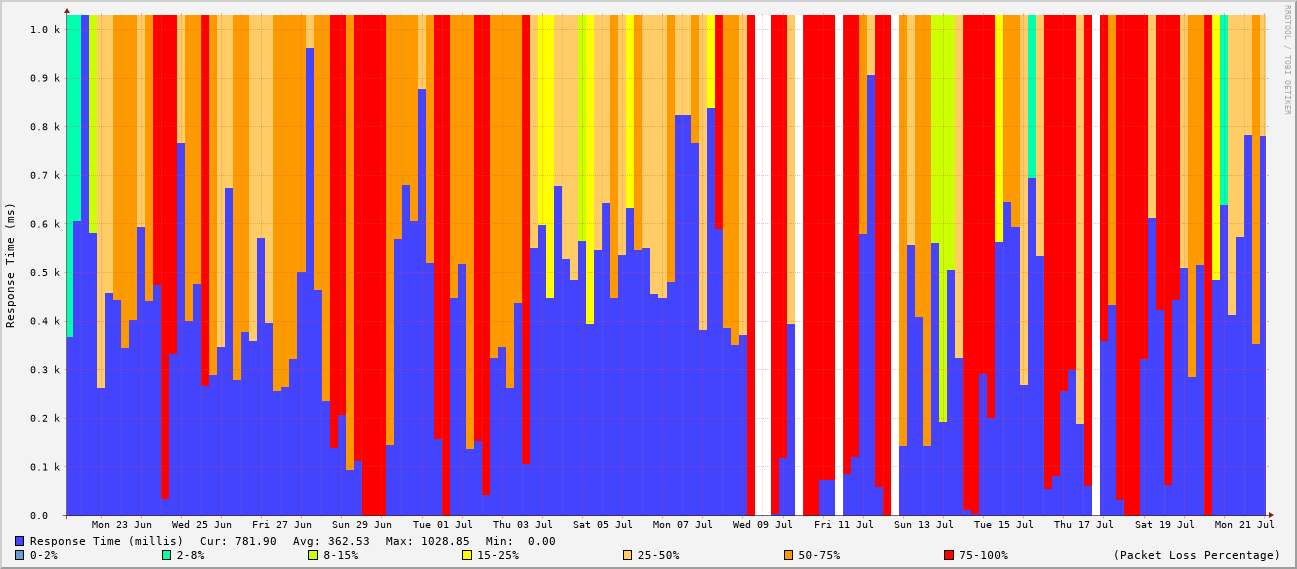 RRDTOOL / TOBI OETIKER
Response Time (ms)
1.0 k
0.9 k
0.8 k
0.7 k
0.6 k
0.5 k
0.4 k
0.3 k
0.2 k
0.1 k
0.0
Mon 23 Jun Wed 25 Jun Fri 27 Jun Sun 29 Jun Tue 01 Jul Thu 03 Jul Sat 05 Jul Mon 07 Jul Wed 09 Jul Fri 11 Jul Sun 13 Jul Tue 15 Jul Thu 17 Jul Sat 19 Jul Mon 21 Jul
Response Time (millis) Cur: 781.90 Avg: 362.53 Max: 1028.85 Min: 0.00
0-2% 2-8% 8-15% 15-25% 25-50% 50-75% 75-100% (Packet Loss Percentage)